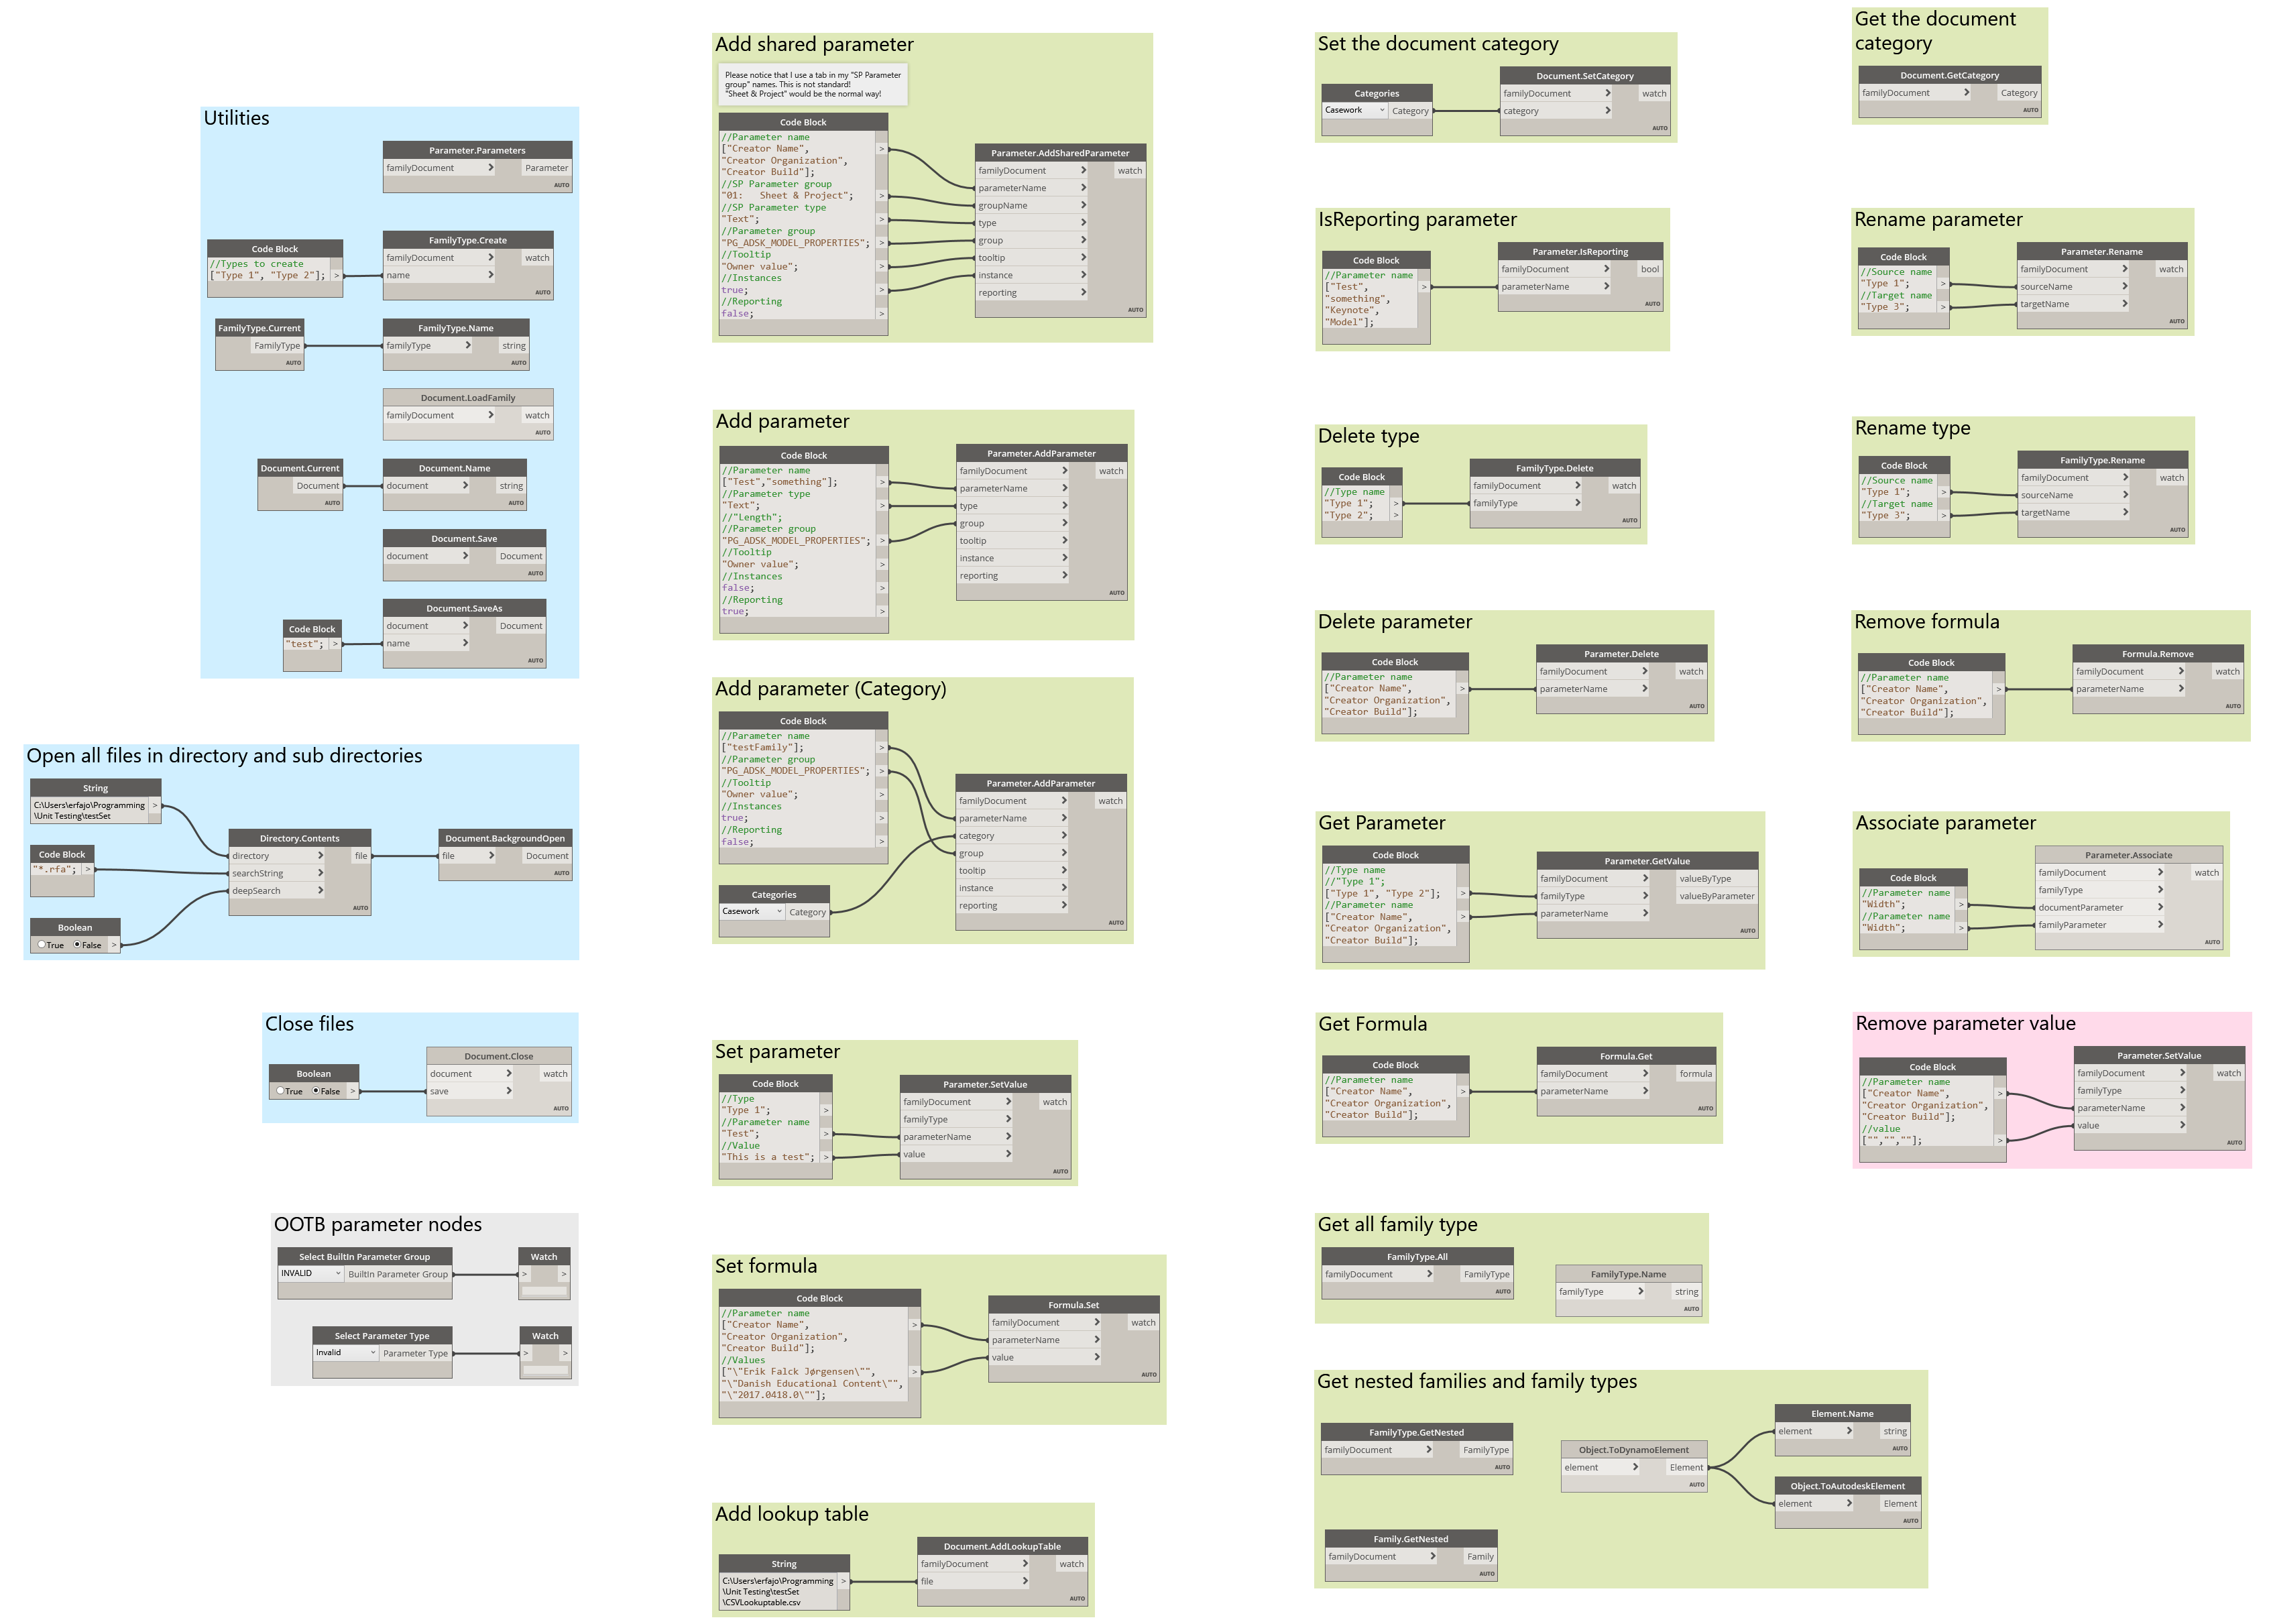 Utilities
Parameter.Parameters
familyDocument > Parameter
AUTO
Code Block
//Types to create
["Type 1", "Type 2"]; >
FamilyType.Create
familyDocument > watch
name >
AUTO
FamilyType.Current
FamilyType
AUTO
FamilyType.Name
familyType > string
AUTO
Document.LoadFamily
familyDocument > watch
AUTO
Document.Current
Document
AUTO
Document.Name
document > string
AUTO
Document.Save
document > Document
AUTO
Code Block
"test"; >
Document.SaveAs
document > Document
name >
AUTO
Open all files in directory and sub directories
String
C:\Users\erfajo\Programming >
\Unit Testing\testSet
Code Block
"*.rfa"; >
Boolean
True False >
Directory.Contents
directory > file
searchString >
deepSearch >
AUTO
Document.BackgroundOpen
file > Document
AUTO
Close files
Boolean
True False >
Document.Close
document > watch
save >
AUTO
OOTB parameter nodes
Select BuiltIn Parameter Group
INVALID BuiltIn Parameter Group
Watch
> >
Select Parameter Type
Invalid Parameter Type
Watch
> >
Add shared parameter
Please notice that I use a tab in my "SP Parameter
group" names. This is not standard!
"Sheet & Project" would be the normal way!
Code Block
//Parameter name
["Creator Name", >
"Creator Organization",
"Creator Build"];
//SP Parameter group
"01:   Sheet & Project"; >
//SP Parameter type
"Text"; >
//Parameter group
"PG_ADSK_MODEL_PROPERTIES"; >
//Tooltip
"Owner value"; >
//Instances
true; >
//Reporting
false; >
Parameter.AddSharedParameter
familyDocument > watch
parameterName >
groupName >
type >
group >
tooltip >
instance >
reporting >
AUTO
Add parameter
Code Block
//Parameter name
["Test","something"]; >
//Parameter type
"Text"; >
//"Length";
//Parameter group
"PG_ADSK_MODEL_PROPERTIES"; >
//Tooltip
"Owner value"; >
//Instances
false; >
//Reporting
true; >
Parameter.AddParameter
familyDocument > watch
parameterName >
type >
group >
tooltip >
instance >
reporting >
AUTO
Add parameter (Category)
Code Block
//Parameter name
["testFamily"]; >
//Parameter group
"PG_ADSK_MODEL_PROPERTIES"; >
//Tooltip
"Owner value"; >
//Instances
true; >
//Reporting
false; >
Categories
Casework Category
Parameter.AddParameter
familyDocument > watch
parameterName >
category >
group >
tooltip >
instance >
reporting >
AUTO
Set parameter
Code Block
//Type
"Type 1"; >
//Parameter name
"Test"; >
//Value
"This is a test"; >
Parameter.SetValue
familyDocument > watch
familyType >
parameterName >
value >
AUTO
Set formula
Code Block
//Parameter name
["Creator Name", >
"Creator Organization",
"Creator Build"];
//Values
["\"Erik Falck Jørgensen\"", >
"\"Danish Educational Content\"",
"\"2017.0418.0\""];
Formula.Set
familyDocument > watch
parameterName >
value >
AUTO
Add lookup table
String
C:\Users\erfajo\Programming >
\Unit Testing\testSet
\CSVLookuptable.csv
Document.AddLookupTable
familyDocument > watch
file >
AUTO
Set the document category
Categories
Casework Category
Document.SetCategory
familyDocument > watch
category >
AUTO
IsReporting parameter
Code Block
//Parameter name
["Test", >
"something",
"Keynote",
"Model"];
Parameter.IsReporting
familyDocument > bool
parameterName >
AUTO
Delete type
Code Block
//Type name
"Type 1"; >
"Type 2"; >
FamilyType.Delete
familyDocument > watch
familyType >
AUTO
Delete parameter
Code Block
//Parameter name
["Creator Name", >
"Creator Organization",
"Creator Build"];
Parameter.Delete
familyDocument > watch
parameterName >
AUTO
Get Parameter
Code Block
//Type name
//"Type 1";
["Type 1", "Type 2"]; >
//Parameter name
["Creator Name", >
"Creator Organization",
"Creator Build"];
Parameter.GetValue
familyDocument > valueByType
familyType > valueByParameter
parameterName >
AUTO
Get Formula
Code Block
//Parameter name
["Creator Name", >
"Creator Organization",
"Creator Build"];
Formula.Get
familyDocument > formula
parameterName >
AUTO
Get all family type
FamilyType.All
familyDocument > FamilyType
AUTO
FamilyType.Name
familyType > string
AUTO
Get nested families and family types
FamilyType.GetNested
familyDocument > FamilyType
AUTO
Object.ToDynamoElement
element > Element
AUTO
Element.Name
element > string
AUTO
Object.ToAutodeskElement
element > Element
AUTO
Family.GetNested
familyDocument > Family
AUTO
Get the document
category
Document.GetCategory
familyDocument > Category
AUTO
Rename parameter
Code Block
//Source name
"Type 1"; >
//Target name
"Type 3"; >
Parameter.Rename
familyDocument > watch
sourceName >
targetName >
AUTO
Rename type
Code Block
//Source name
"Type 1"; >
//Target name
"Type 3"; >
FamilyType.Rename
familyDocument > watch
sourceName >
targetName >
AUTO
Remove formula
Code Block
//Parameter name
["Creator Name", >
"Creator Organization",
"Creator Build"];
Formula.Remove
familyDocument > watch
parameterName >
AUTO
Associate parameter
Code Block
//Parameter name
"Width"; >
//Parameter name
"Width"; >
Parameter.Associate
familyDocument > watch
familyType >
documentParameter >
familyParameter >
AUTO
Remove parameter value
Code Block
//Parameter name
["Creator Name", >
"Creator Organization",
"Creator Build"];
//value
["","",""]; >
Parameter.SetValue
familyDocument > watch
familyType >
parameterName >
value >
AUTO